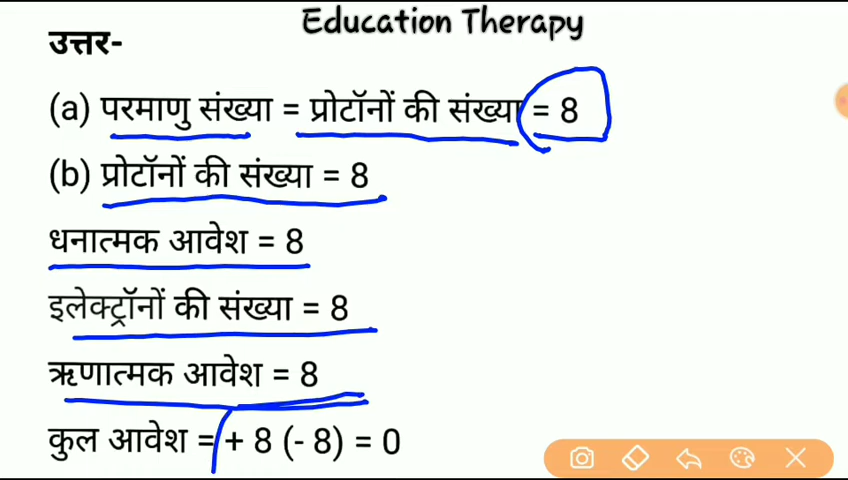 Education Therapy
उत्तर-
(a) परमाणु संख्या = प्रोटॉनों की संख्या = 8
(b) प्रोटॉनों की संख्या = 8
धनात्मक आवेश = 8
इलेक्ट्रॉनों की संख्या = 8
ऋणात्मक आवेश = 8
कुल आवेश = + 8 (- 8) = 0